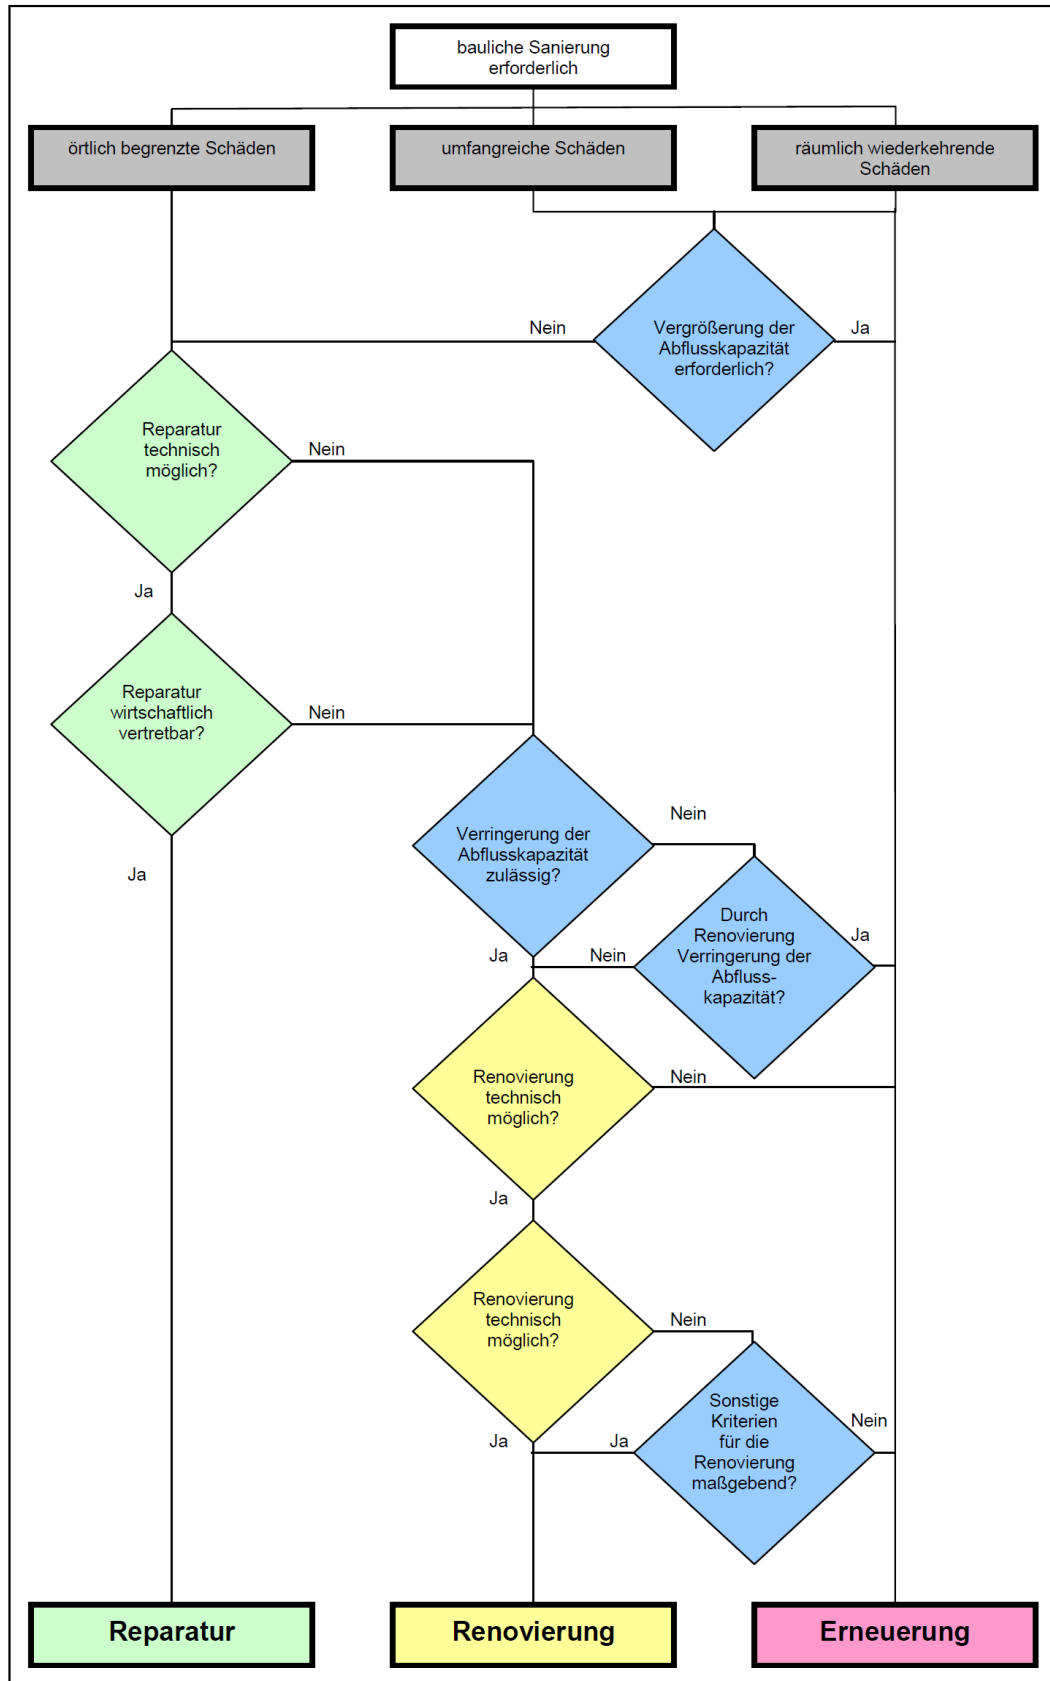 bauliche Sanierung
erforderlich
örtlich begrenzte Schäden
umfangreiche Schäden
räumlich wiederkehrende
Schäden
Nein
Vergrößerung der
Abflusskapazität
erforderlich?
Ja
Reparatur
technisch
möglich?
Nein
Ja
Reparatur
wirtschaftlich
vertretbar?
Nein
Ja
Verringerung der
Abflusskapazität
zulässig?
Nein
Ja
Nein
Durch
Renovierung
Verringerung der
Abfluss-
kapazität?
Ja
Renovierung
technisch
möglich?
Nein
Ja
Renovierung
technisch
möglich?
Nein
Ja
Ja
Sonstige
Kriterien
für die
Renovierung
maßgebend?
Nein
Reparatur
Renovierung
Erneuerung